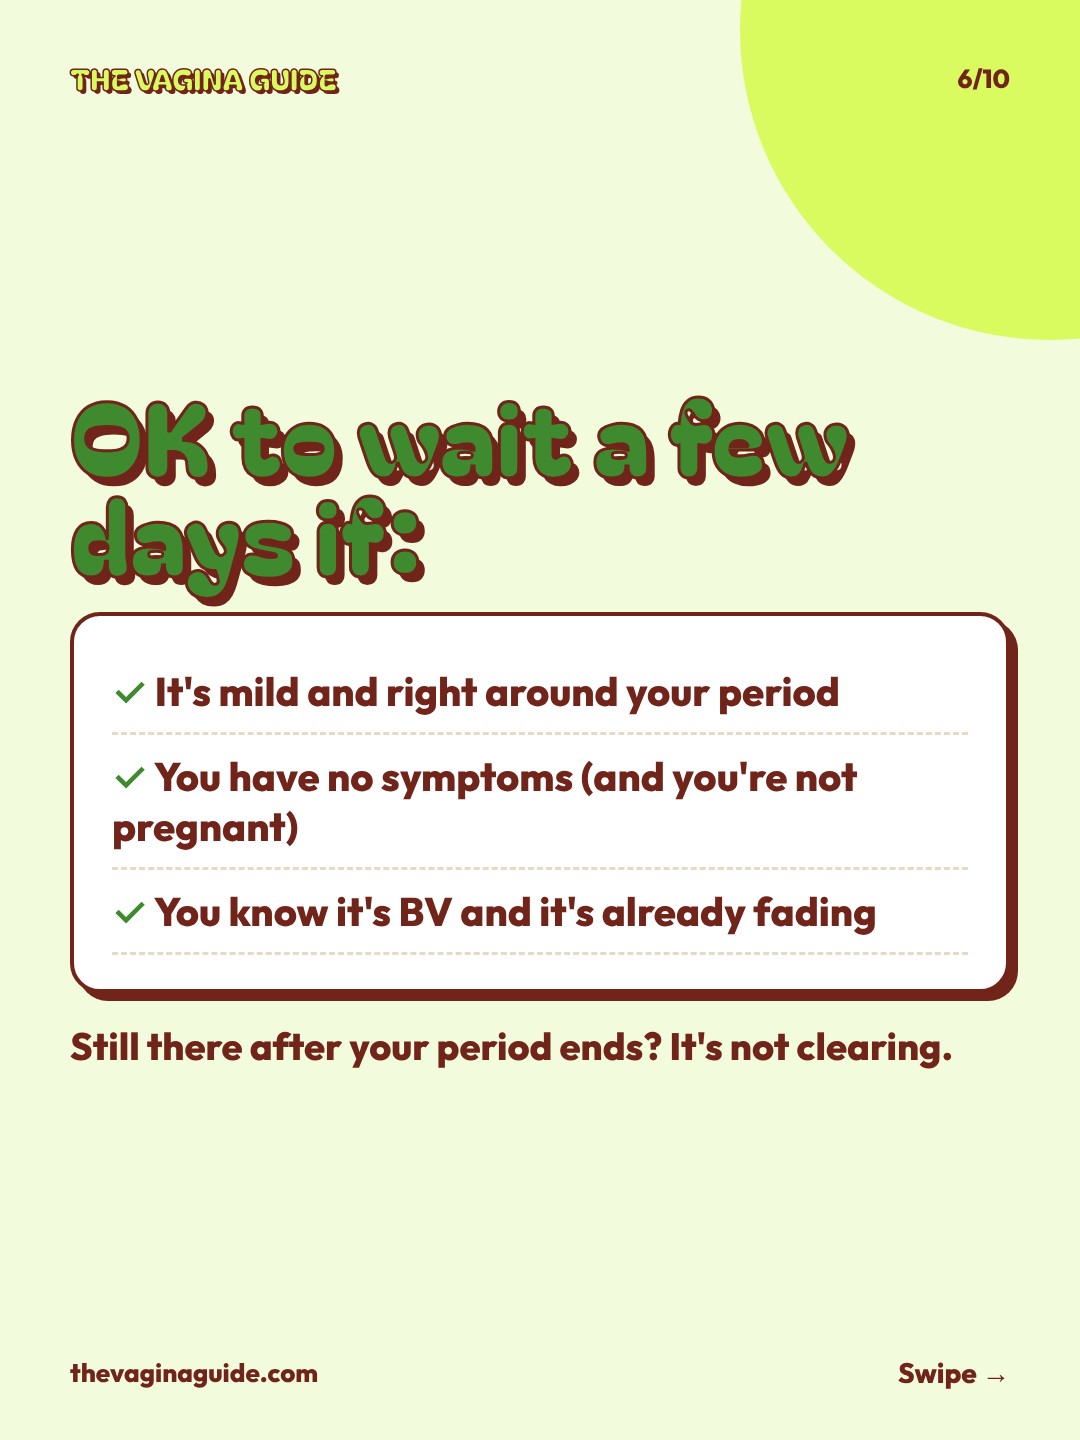 THE VAGINA GUIDE
6/10
OK to wait a few
days if:
✓ It's mild and right around your period
✓ You have no symptoms (and you're not
pregnant)
✓ You know it's BV and it's already fading
Still there after your period ends? It's not clearing.
thevaginaguide.com
Swipe →